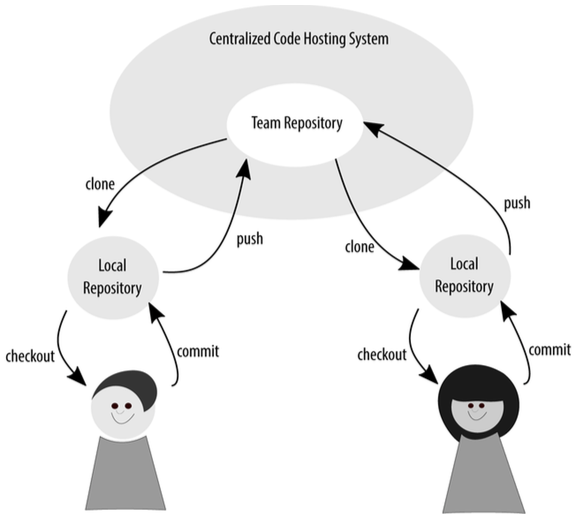 Centralized Code Hosting System
Team Repository
clone
push
clone
push
Local
Repository
Local
Repository
checkout
commit
checkout
commit